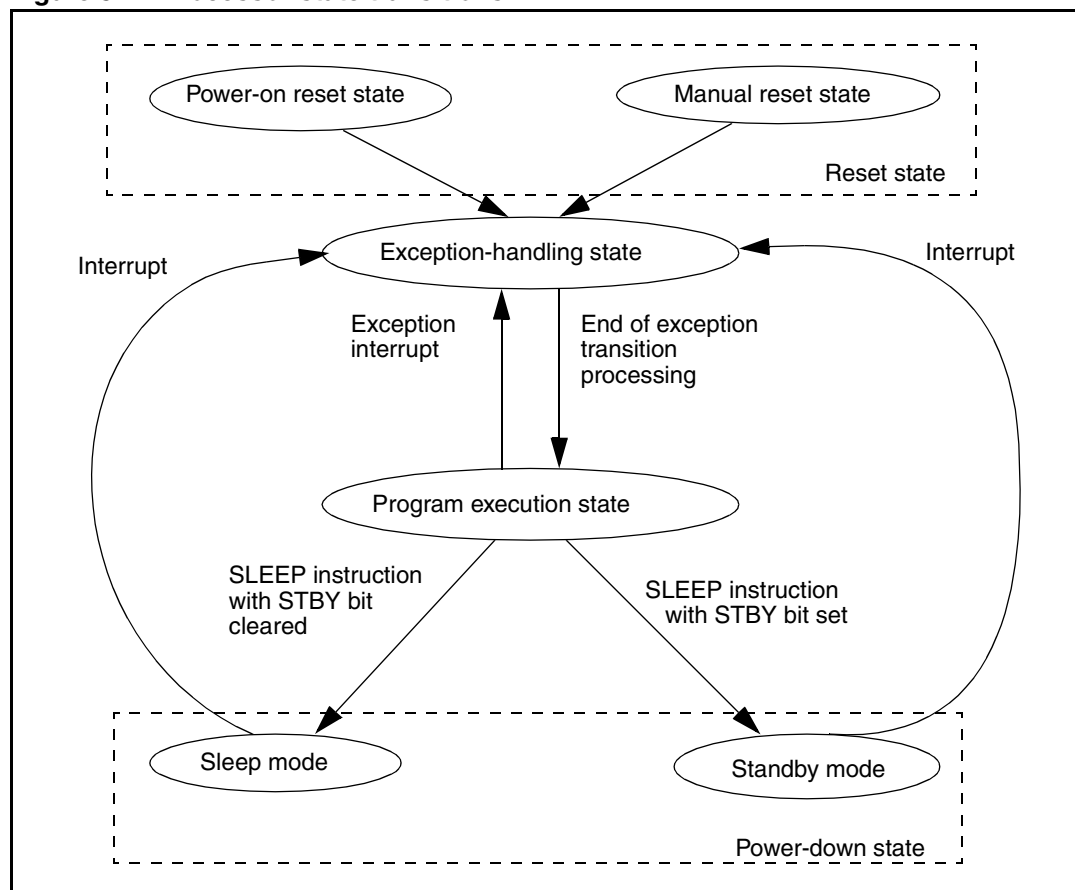 Power-on reset state
Manual reset state
Reset state
Exception-handling state
Interrupt
Interrupt
Exception
interrupt
End of exception
transition
processing
Program execution state
SLEEP instruction
with STBY bit
cleared
SLEEP instruction
with STBY bit set
Sleep mode
Standby mode
Power-down state